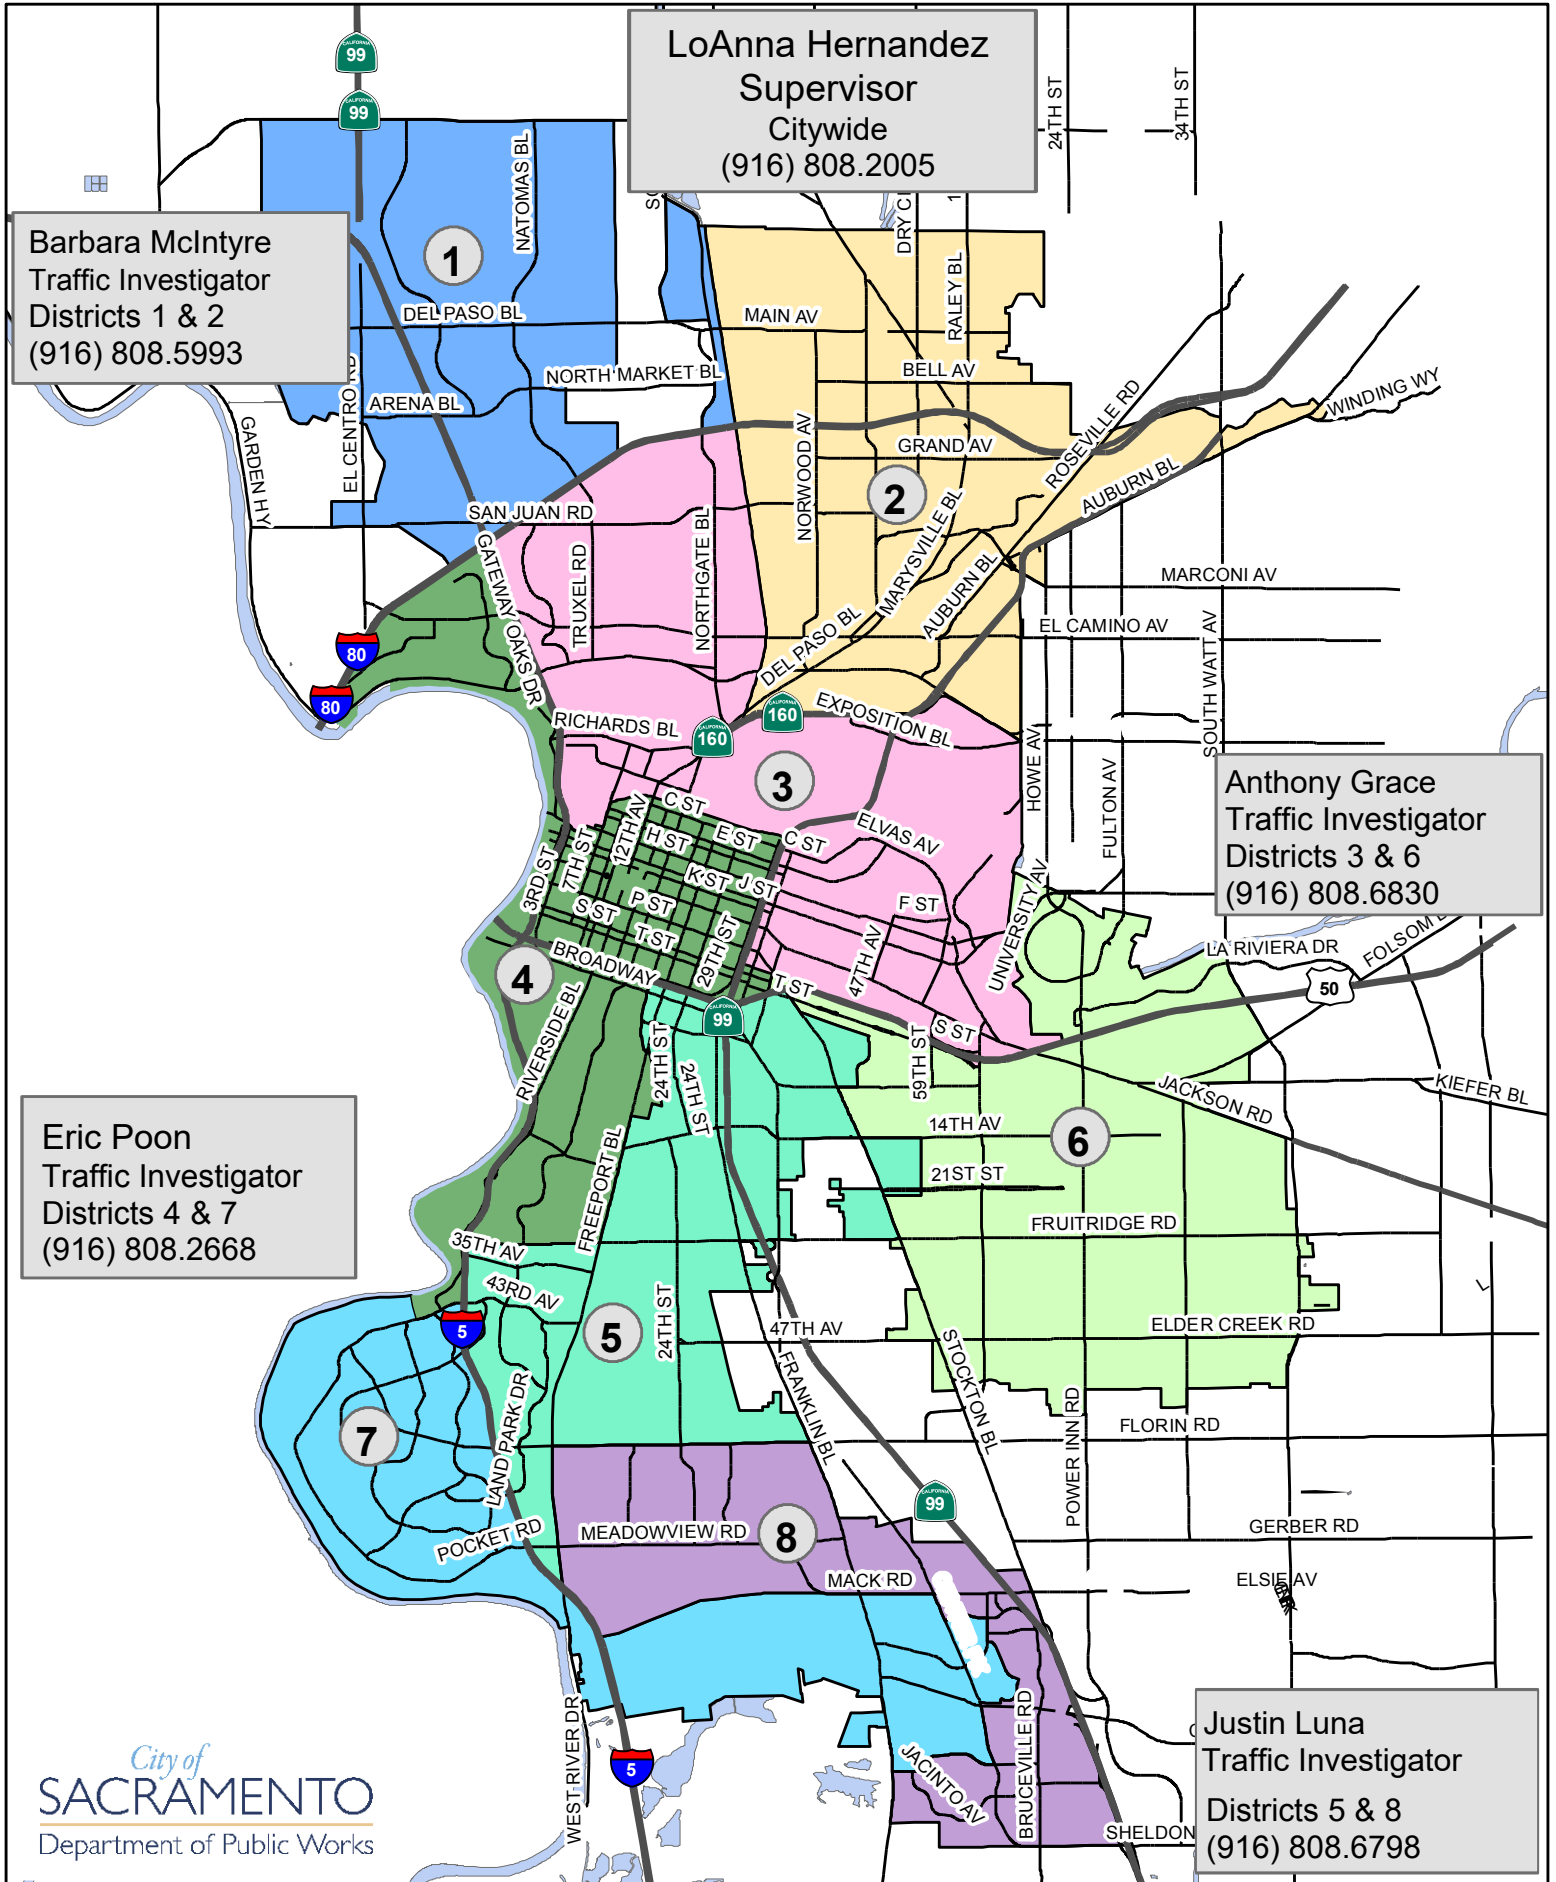 CALIFORNIA
99
CALIFORNIA
99
LoAnna Hernandez
Supervisor
Citywide
(916) 808.2005
24TH ST
34TH ST
NATOMAS BL
Barbara McIntyre
Traffic Investigator
Districts 1 & 2
(916) 808.5993
1
DRY
RALEY BL
DEL PASO BL
MAIN AV
NORTH MARKET BL
BELL AV
ARENA BL
EL CENTRO RD
GARDEN HY
WINDING WY
ROSEVILLE RD
NORWOOD AV
GRAND AV
AUBURN BL
2
SAN JUAN RD
MARYSVILLE BL
GATEWAY OAKS DR
TRUXEL RD
NORTHGATE BL
AUBURN BL
MARCONI AV
EL CAMINO AV
DEL PASO BL
SOUTH WATT AV
80
80
CALIFORNIA
160
CALIFORNIA
160
EXPOSITION BL
RICHARDS BL
HOWE AV
FULTON AV
3
Anthony Grace
Traffic Investigator
Districts 3 & 6
(916) 808.6830
C ST
12TH AV
H ST
E ST
C ST
ELVAS AV
7TH ST
3RD ST
K ST
J ST
P ST
S ST
F ST
UNIVERSITY AV
T ST
29TH ST
47TH AV
BROADWAY
LA RIVIERA DR
FOLSOM
4
T ST
50
RIVERSIDE BL
CALIFORNIA
99
S ST
59TH ST
24TH ST
24TH ST
JACKSON RD
KIEFER BL
Eric Poon
Traffic Investigator
Districts 4 & 7
(916) 808.2668
14TH AV
6
FREEPORT BL
21ST ST
FRUITRIDGE RD
35TH AV
43RD AV
5
5
24TH ST
47TH AV
ELDER CREEK RD
FRANKLIN BL
STOCKTON BL
LAND PARK DR
7
POWER INN RD
FLORIN RD
CALIFORNIA
99
POCKET RD
MEADOWVIEW RD
8
GERBER RD
MACK RD
ELSIE AV
WEST RIVER DR
BRUCEVILLE RD
JACINTO AV
5
SHELDON
Justin Luna
Traffic Investigator
Districts 5 & 8
(916) 808.6798
City of
SACRAMENTO
Department of Public Works